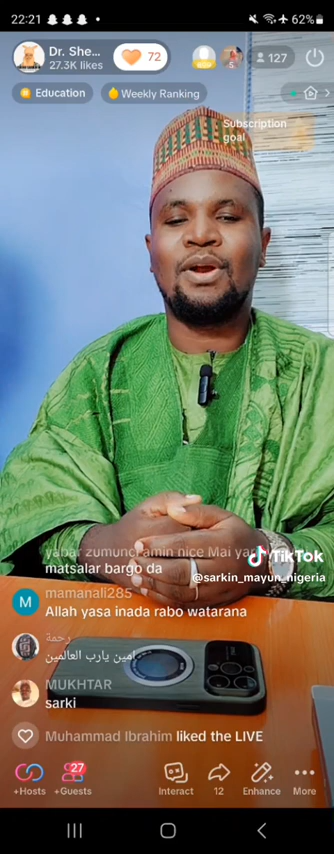 22:21
62%
Dr. She...
27.3K likes
72
127
Education
Weekly Ranking
Subscription
goal
yabar zumunci amin nice Mai
matsalar bargo da
TikTok
@sarkin_mayun_nigeria
mamanali285
Allah yasa inada rabo watarana
رحمة
امين يارب العالمين
MUKHTAR
sarki
Muhammad Ibrahim liked the LIVE
27
+Hosts
+Guests
Interact
12
Enhance
More